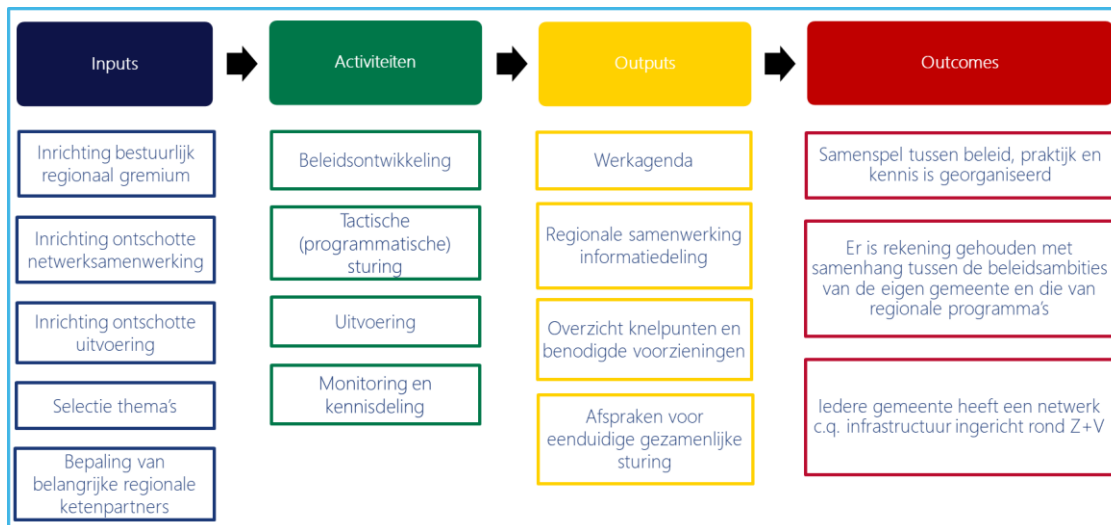 Inputs
Activiteiten
Outputs
Outcomes
Inrichting bestuurlijk
regionaal gremium
Inrichting ontschotte
netwerksamenwerking
Inrichting ontschotte
uitvoering
Selectie thema's
Bepaling van
belangrijke regionale
ketenpartners
Beleidsontwikkeling
Tactische
(programmatische)
sturing
Uitvoering
Monitoring en
kennisdeling
Werkagenda
Regionale samenwerking
informatiedeling
Overzicht knelpunten en
benodigde voorzieningen
Afspraken voor
eenduidige gezamenlijke
sturing
Samenspel tussen beleid, praktijk en
kennis is georganiseerd
Er is rekening gehouden met
samenhang tussen de beleidsambities
van de eigen gemeente en die van
regionale programma's
Iedere gemeente heeft een netwerk
c.q. infrastructuur ingericht rond Z+V